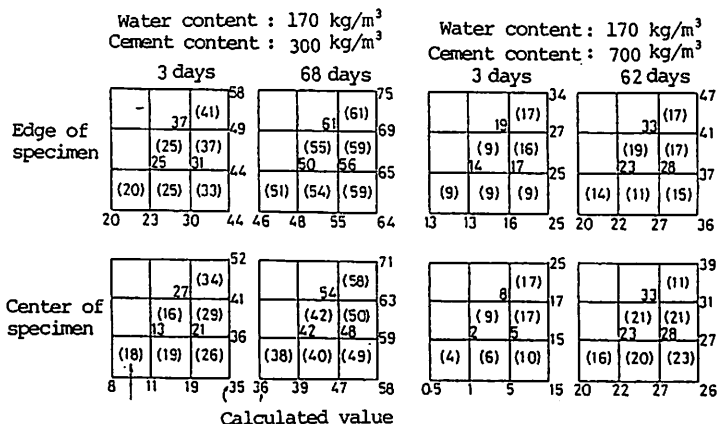 Water content : 170 kg/m³ Water content : 170 kg/m³
Cement content : 300 kg/m³ Cement content : 700 kg/m³
3 days 68 days 3 days 62 days
58 75 34 47
(41) (61) (17) (17)
37 49 61 69 19 27 33 41
Edge of specimen
(25) (37) (55) (59) (9) (16) (19) (17)
25 31 44 50 56 65 14 17 25 23 28 37
(20) (25) (33) (51) (54) (59) (9) (9) (9) (14) (11) (15)
20 23 30 44 46 48 55 64 13 13 16 25 20 22 27 36
52 71 25 39
(34) (58) (17) (11)
27 41 54 63 8 17 33 31
Center of specimen
(16) (29) (42) (50) (9) (17) (21) (21)
13 21 36 42 48 59 2 5 15 23 28 27
(18) (19) (26) (38) (40) (49) (4) (6) (10) (16) (20) (23)
8 11 19 35 36 39 47 58 0.5 1 5 15 20 22 27 26
Calculated value